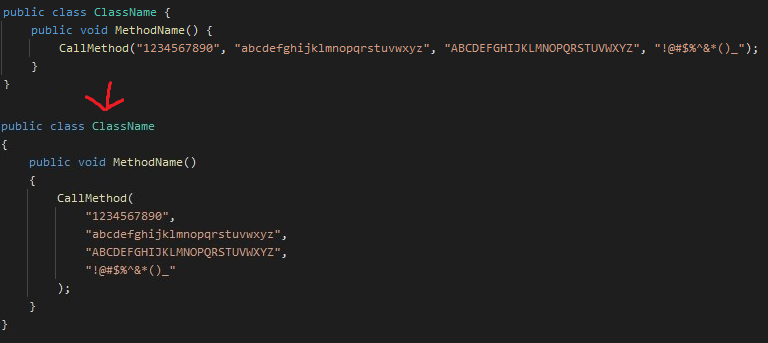 public class ClassName {
    public void MethodName() {
        CallMethod("1234567890", "abcdefghijklmnopqrstuvwxyz", "ABCDEFGHIJKLMNOPQRSTUVWXYZ", "!@#$%^&*()_");
    }
}
public class ClassName
{
    public void MethodName()
    {
        CallMethod(
            "1234567890",
            "abcdefghijklmnopqrstuvwxyz",
            "ABCDEFGHIJKLMNOPQRSTUVWXYZ",
            "!@#$%^&*()_"
        );
    }
}